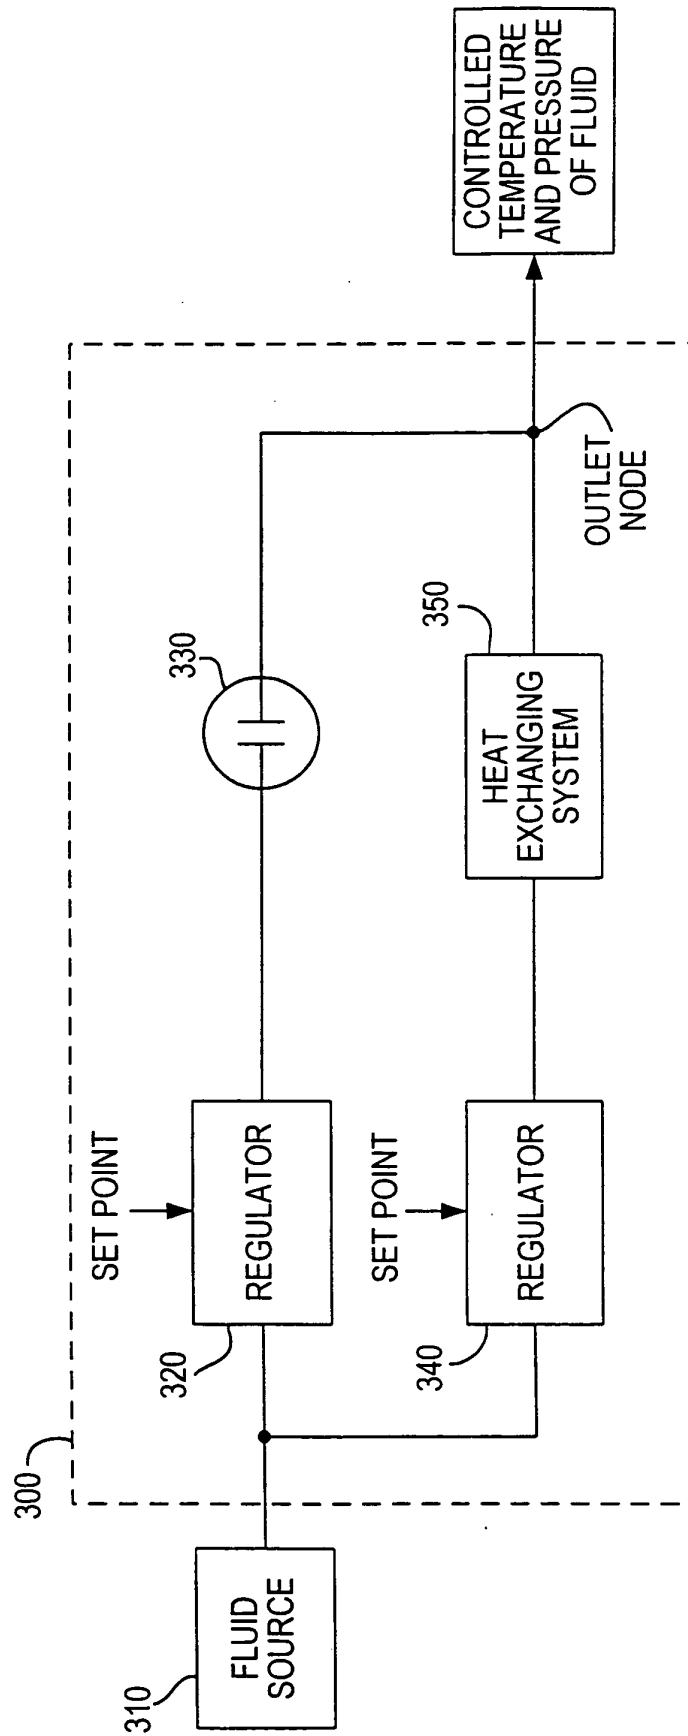 300
310
FLUID
SOURCE
SET POINT
320
REGULATOR
330
SET POINT
340
REGULATOR
350
HEAT
EXCHANGING
SYSTEM
OUTLET
NODE
CONTROLLED
TEMPERATURE
AND PRESSURE
OF FLUID